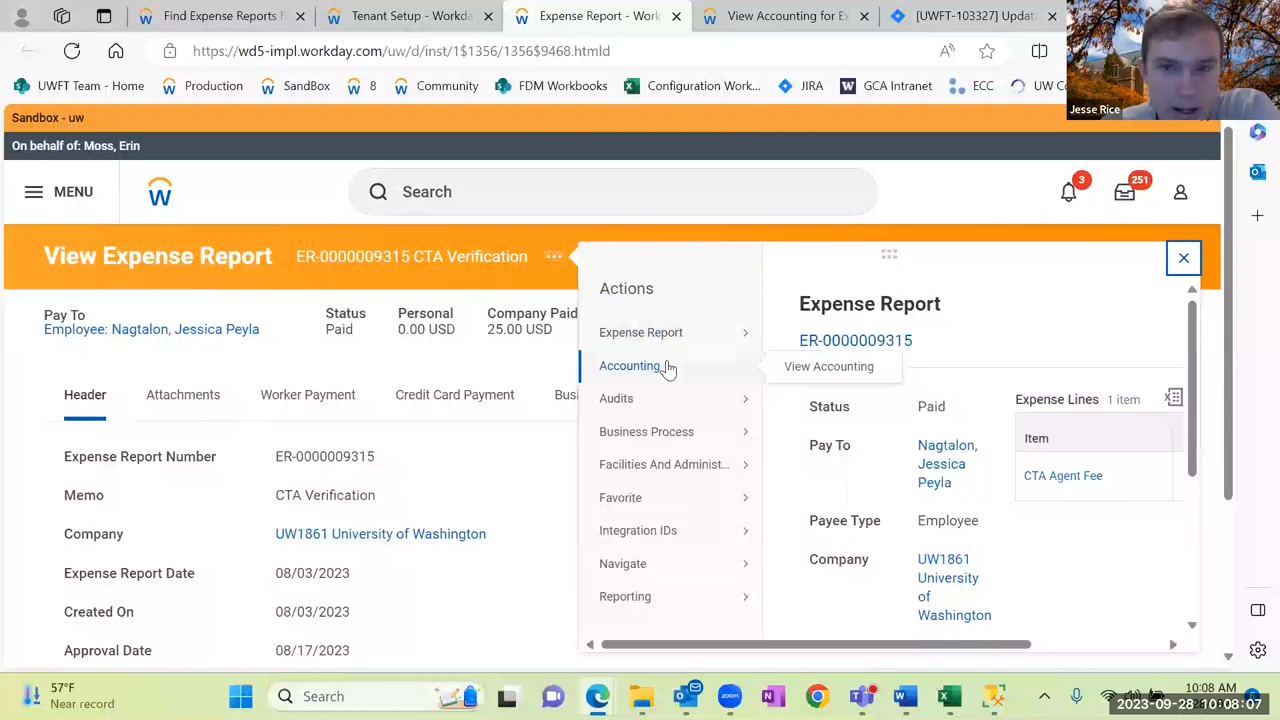 Find Expense Reports F
Tenant Setup - Workda
Expense Report - Work
View Accounting for Ex
[UWFT-103327] Updat
https://wd5-impl.workday.com/uw/d/inst/1$1356/1356$9468.htmld
UWFT Team - Home
Production
SandBox
8
Community
FDM Workbooks
Configuration Work...
JIRA
GCA Intranet
ECC
UW Co
Jesse Rice
Sandbox - uw
On behalf of: Moss, Erin
MENU
Search
3
251
View Expense Report
ER-0000009315 CTA Verification
Pay To
Employee: Nagtalon, Jessica Peyla
Status
Paid
Personal
0.00 USD
Company Paid
25.00 USD
Header
Attachments
Worker Payment
Credit Card Payment
Busi
Expense Report Number
ER-0000009315
Memo
CTA Verification
Company
UW1861 University of Washington
Expense Report Date
08/03/2023
Created On
08/03/2023
Approval Date
08/17/2023
Actions
Expense Report
Accounting
View Accounting
Audits
Business Process
Facilities And Administ...
Favorite
Integration IDs
Navigate
Reporting
Expense Report
ER-0000009315
Status
Paid
Pay To
Nagtalon,
Jessica
Peyla
Payee Type
Employee
Company
UW1861
University
of
Washington
Expense Lines 1 item
Item
CTA Agent Fee
57°F
Near record
Search
10:08 AM
2023-09-28 10:08:07